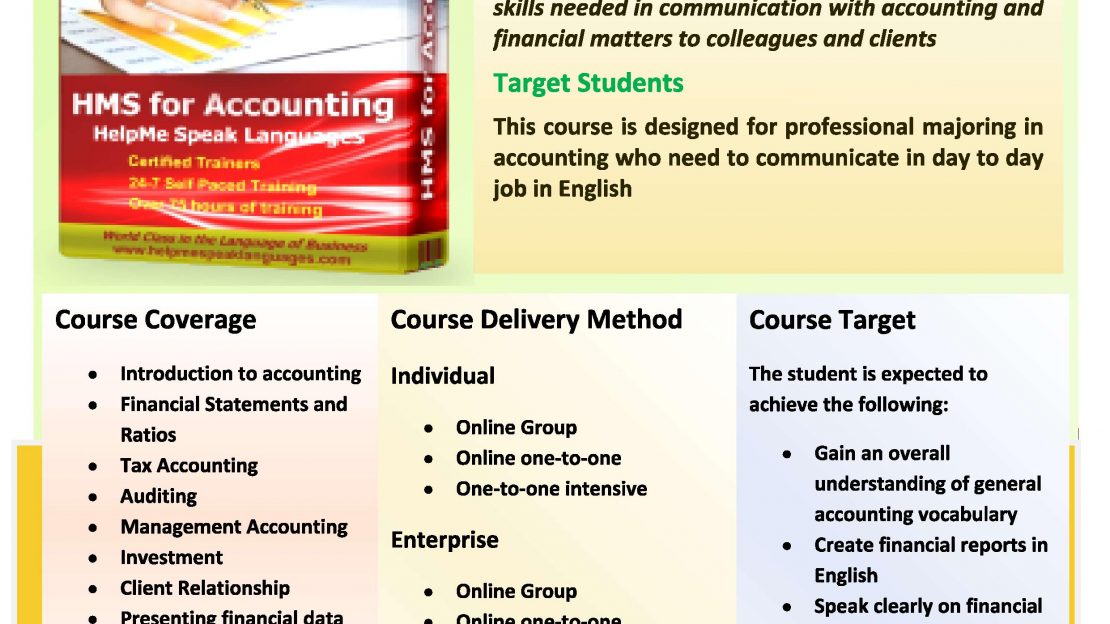 skills needed in communication with accounting and
financial matters to colleagues and clients
Target Students
This course is designed for professional majoring in
accounting who need to communicate in day to day
job in English
HMS for Accounting
HelpMe Speak Languages
Certified Trainers
24-7 Self Paced Training
Over 75 hours of training
World Class in the Language of Business
www.helpmespeaklanguages.com
HMS for Acco
Course Coverage
• Introduction to accounting
• Financial Statements and
Ratios
• Tax Accounting
• Auditing
• Management Accounting
• Investment
• Client Relationship
• Presenting financial data
Course Delivery Method
Individual
• Online Group
• Online one-to-one
• One-to-one intensive
Enterprise
• Online Group
• Online one-to-one
Course Target
The student is expected to
achieve the following:
• Gain an overall
understanding of general
accounting vocabulary
• Create financial reports in
English
• Speak clearly on financial